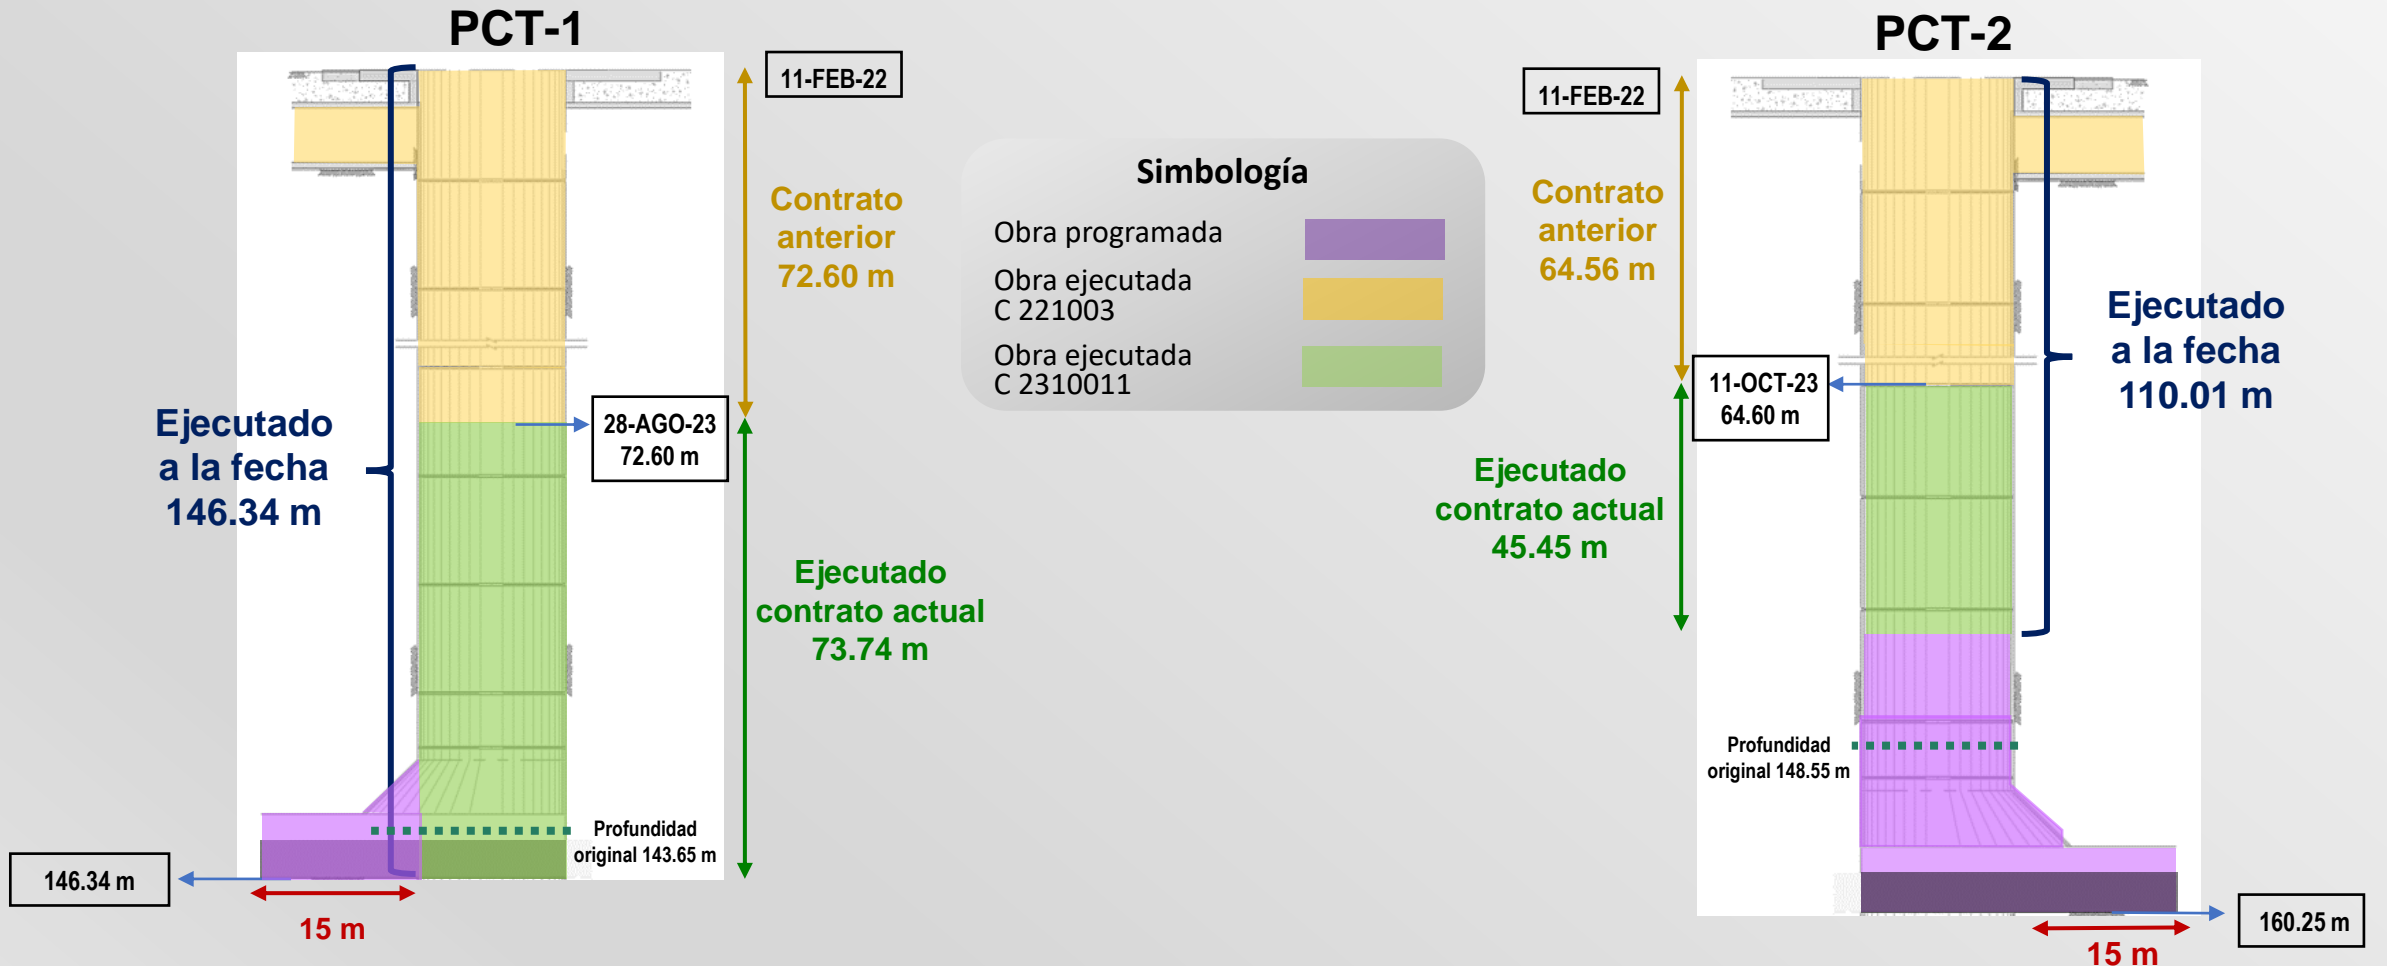 PCT-1
11-FEB-22
Contrato
anterior
72.60 m
Ejecutado
a la fecha
146.34 m
28-AGO-23
72.60 m
Ejecutado
contrato actual
73.74 m
Profundidad
original 143.65 m
146.34 m
15 m
Simbología
Obra programada
Obra ejecutada
C 221003
Obra ejecutada
C 2310011
PCT-2
11-FEB-22
Contrato
anterior
64.56 m
Ejecutado
a la fecha
110.01 m
11-OCT-23
64.60 m
Ejecutado
contrato actual
45.45 m
Profundidad
original 148.55 m
160.25 m
15 m